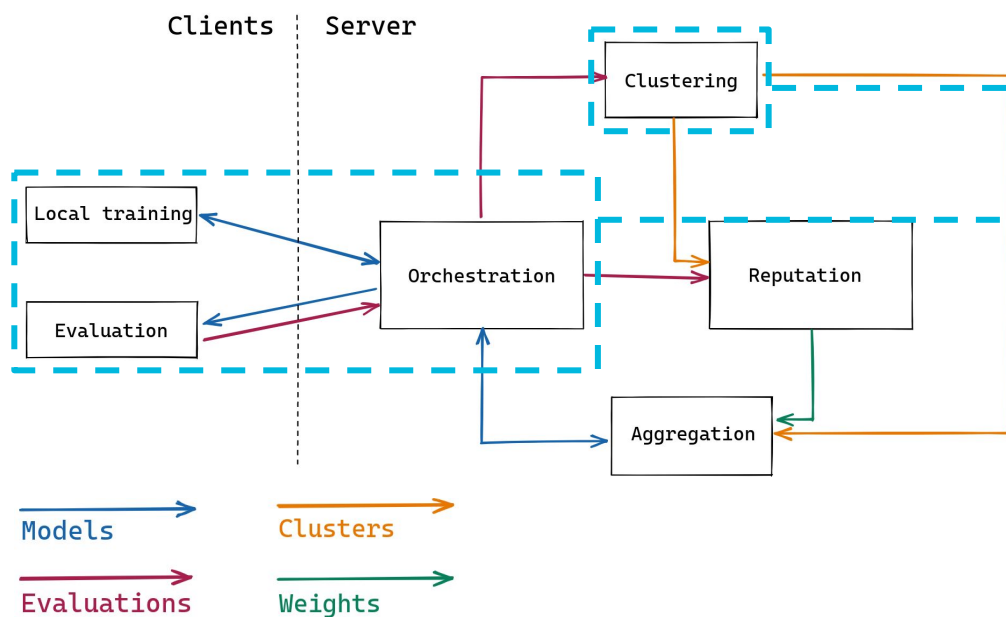 Clients
Server
Clustering
Local training
Orchestration
Reputation
Evaluation
Aggregation
Models
Clusters
Evaluations
Weights